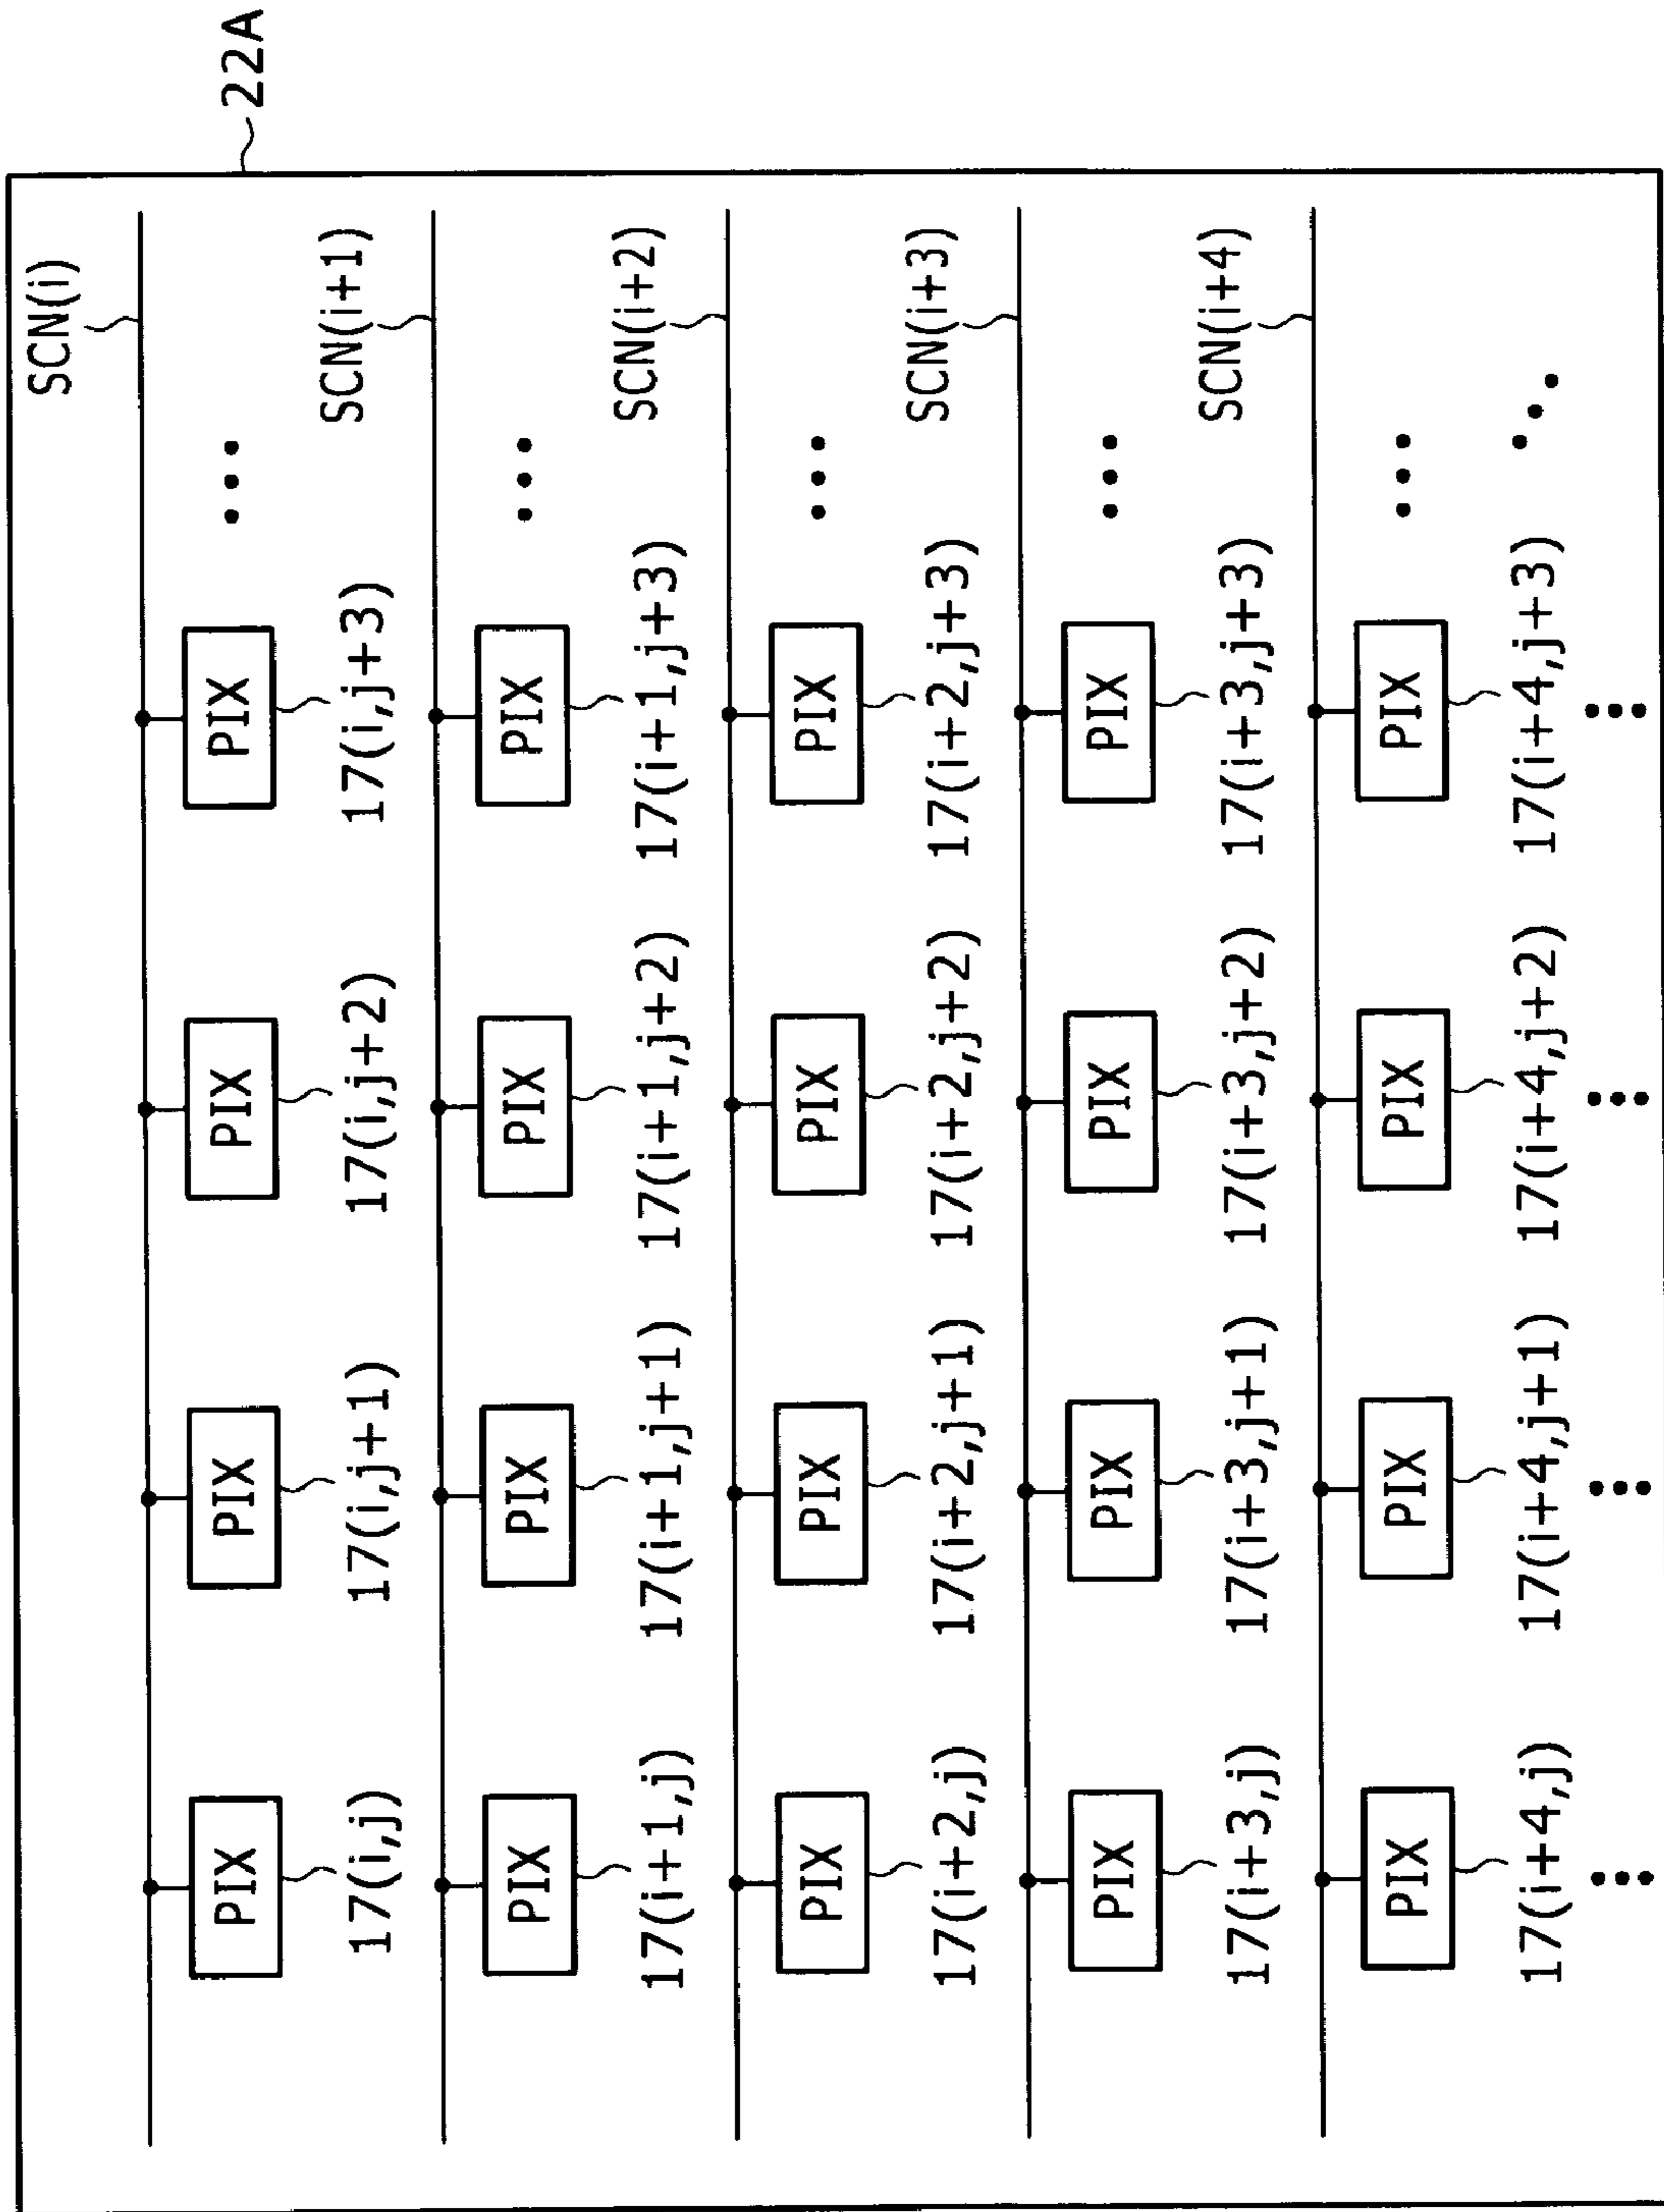 22A
SCN(i)
PIX PIX PIX PIX
17(i,j) 17(i,j+1) 17(i,j+2) 17(i,j+3)
SCN(i+1)
PIX PIX PIX PIX
17(i+1,j) 17(i+1,j+1) 17(i+1,j+2) 17(i+1,j+3)
SCN(i+2)
PIX PIX PIX PIX
17(i+2,j) 17(i+2,j+1) 17(i+2,j+2) 17(i+2,j+3)
SCN(i+3)
PIX PIX PIX PIX
17(i+3,j) 17(i+3,j+1) 17(i+3,j+2) 17(i+3,j+3)
SCN(i+4)
PIX PIX PIX PIX
17(i+4,j) 17(i+4,j+1) 17(i+4,j+2) 17(i+4,j+3)